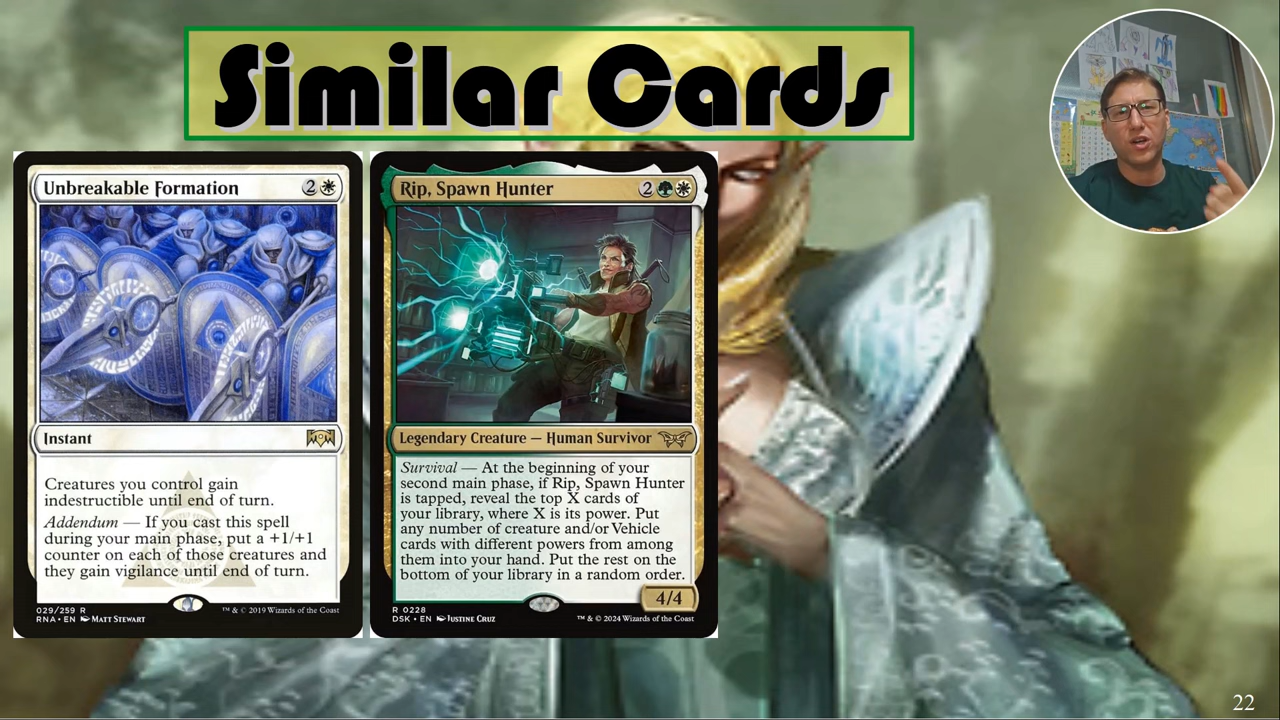 Similar Cards
Unbreakable Formation 2
Instant
Creatures you control gain
indestructible until end of turn.
Addendum — If you cast this spell
during your main phase, put a +1/+1
counter on each of those creatures and
they gain vigilance until end of turn.
029/259 R
RNA • EN Matt Stewart
™ & © 2019 Wizards of the Coast
Rip, Spawn Hunter 2
Legendary Creature — Human Survivor
Survival — At the beginning of your
second main phase, if Rip, Spawn Hunter
is tapped, reveal the top X cards of
your library, where X is its power. Put
any number of creature and/or Vehicle
cards with different powers from among
them into your hand. Put the rest on the
bottom of your library in a random order.
4/4
R 0228
DSK • EN Justine Cruz
™ & © 2024 Wizards of the Coast
22